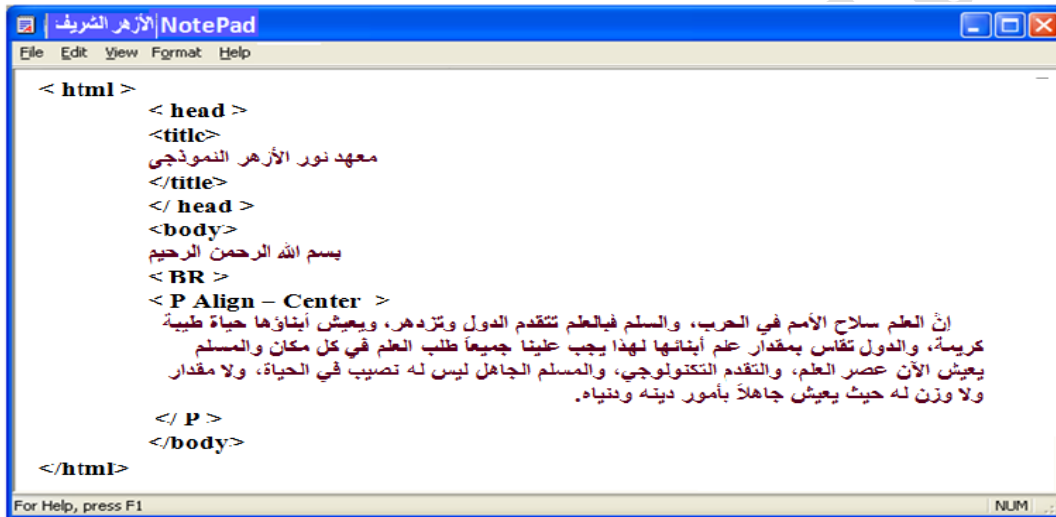 NotePad|الأزهر الشريف
File Edit View Format Help
< html >
< head >
<title>
معهد نور الأزهر النموذجى
</title>
</ head >
<body>
بسم الله الرحمن الرحيم
< BR >
< P Align – Center >
إنَّ العلم سلاح الأمم في الحرب، والسلم فبالعلم تتقدم الدول وتزدهر، ويعيش أبناؤها حياة طيبة
كريمة، والدول تقاس بمقدار علم أبنائها لهذا يجب علينا جميعاً طلب العلم في كل مكان والمسلم
يعيش الآن عصر العلم، والتقدم التكنولوجي، والمسلم الجاهل ليس له نصيب في الحياة، ولا مقدار
ولا وزن له حيث يعيش جاهلاً بأمور دينه ودنياه.
</ P >
</body>
</html>
For Help, press F1
NUM